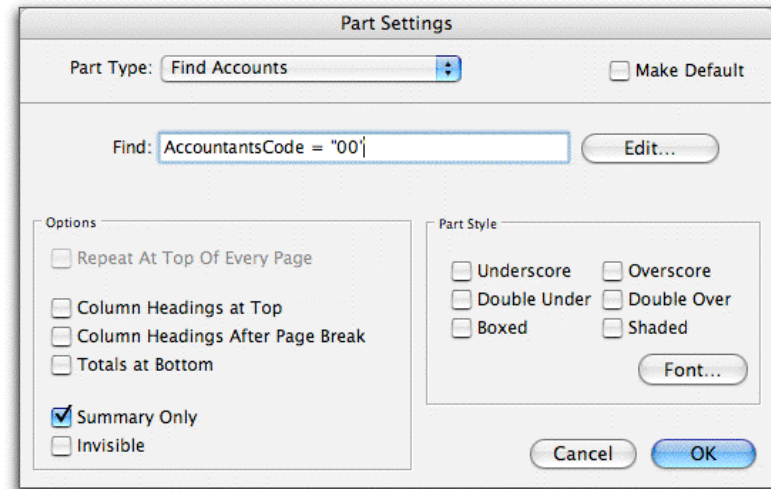 Part Settings
Part Type: Find Accounts
Make Default
Find: AccountantsCode = "00'
Edit...
Options
Repeat At Top Of Every Page
Column Headings at Top
Column Headings After Page Break
Totals at Bottom
Summary Only
Invisible
Part Style
Underscore Overscore
Double Under Double Over
Boxed Shaded
Font...
Cancel OK